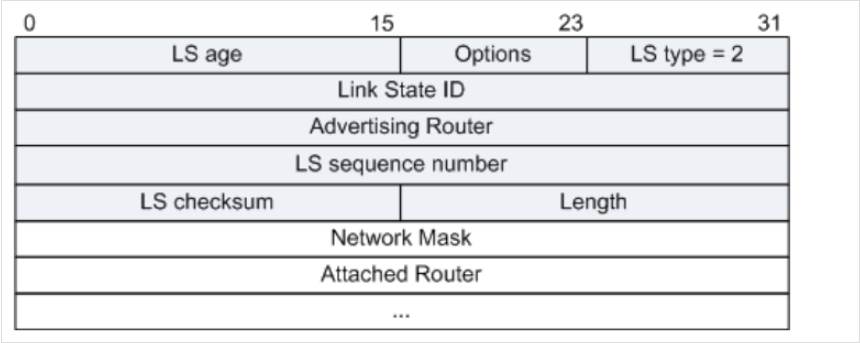 0 15 23 31
LS age Options LS type = 2
Link State ID
Advertising Router
LS sequence number
LS checksum Length
Network Mask
Attached Router
...